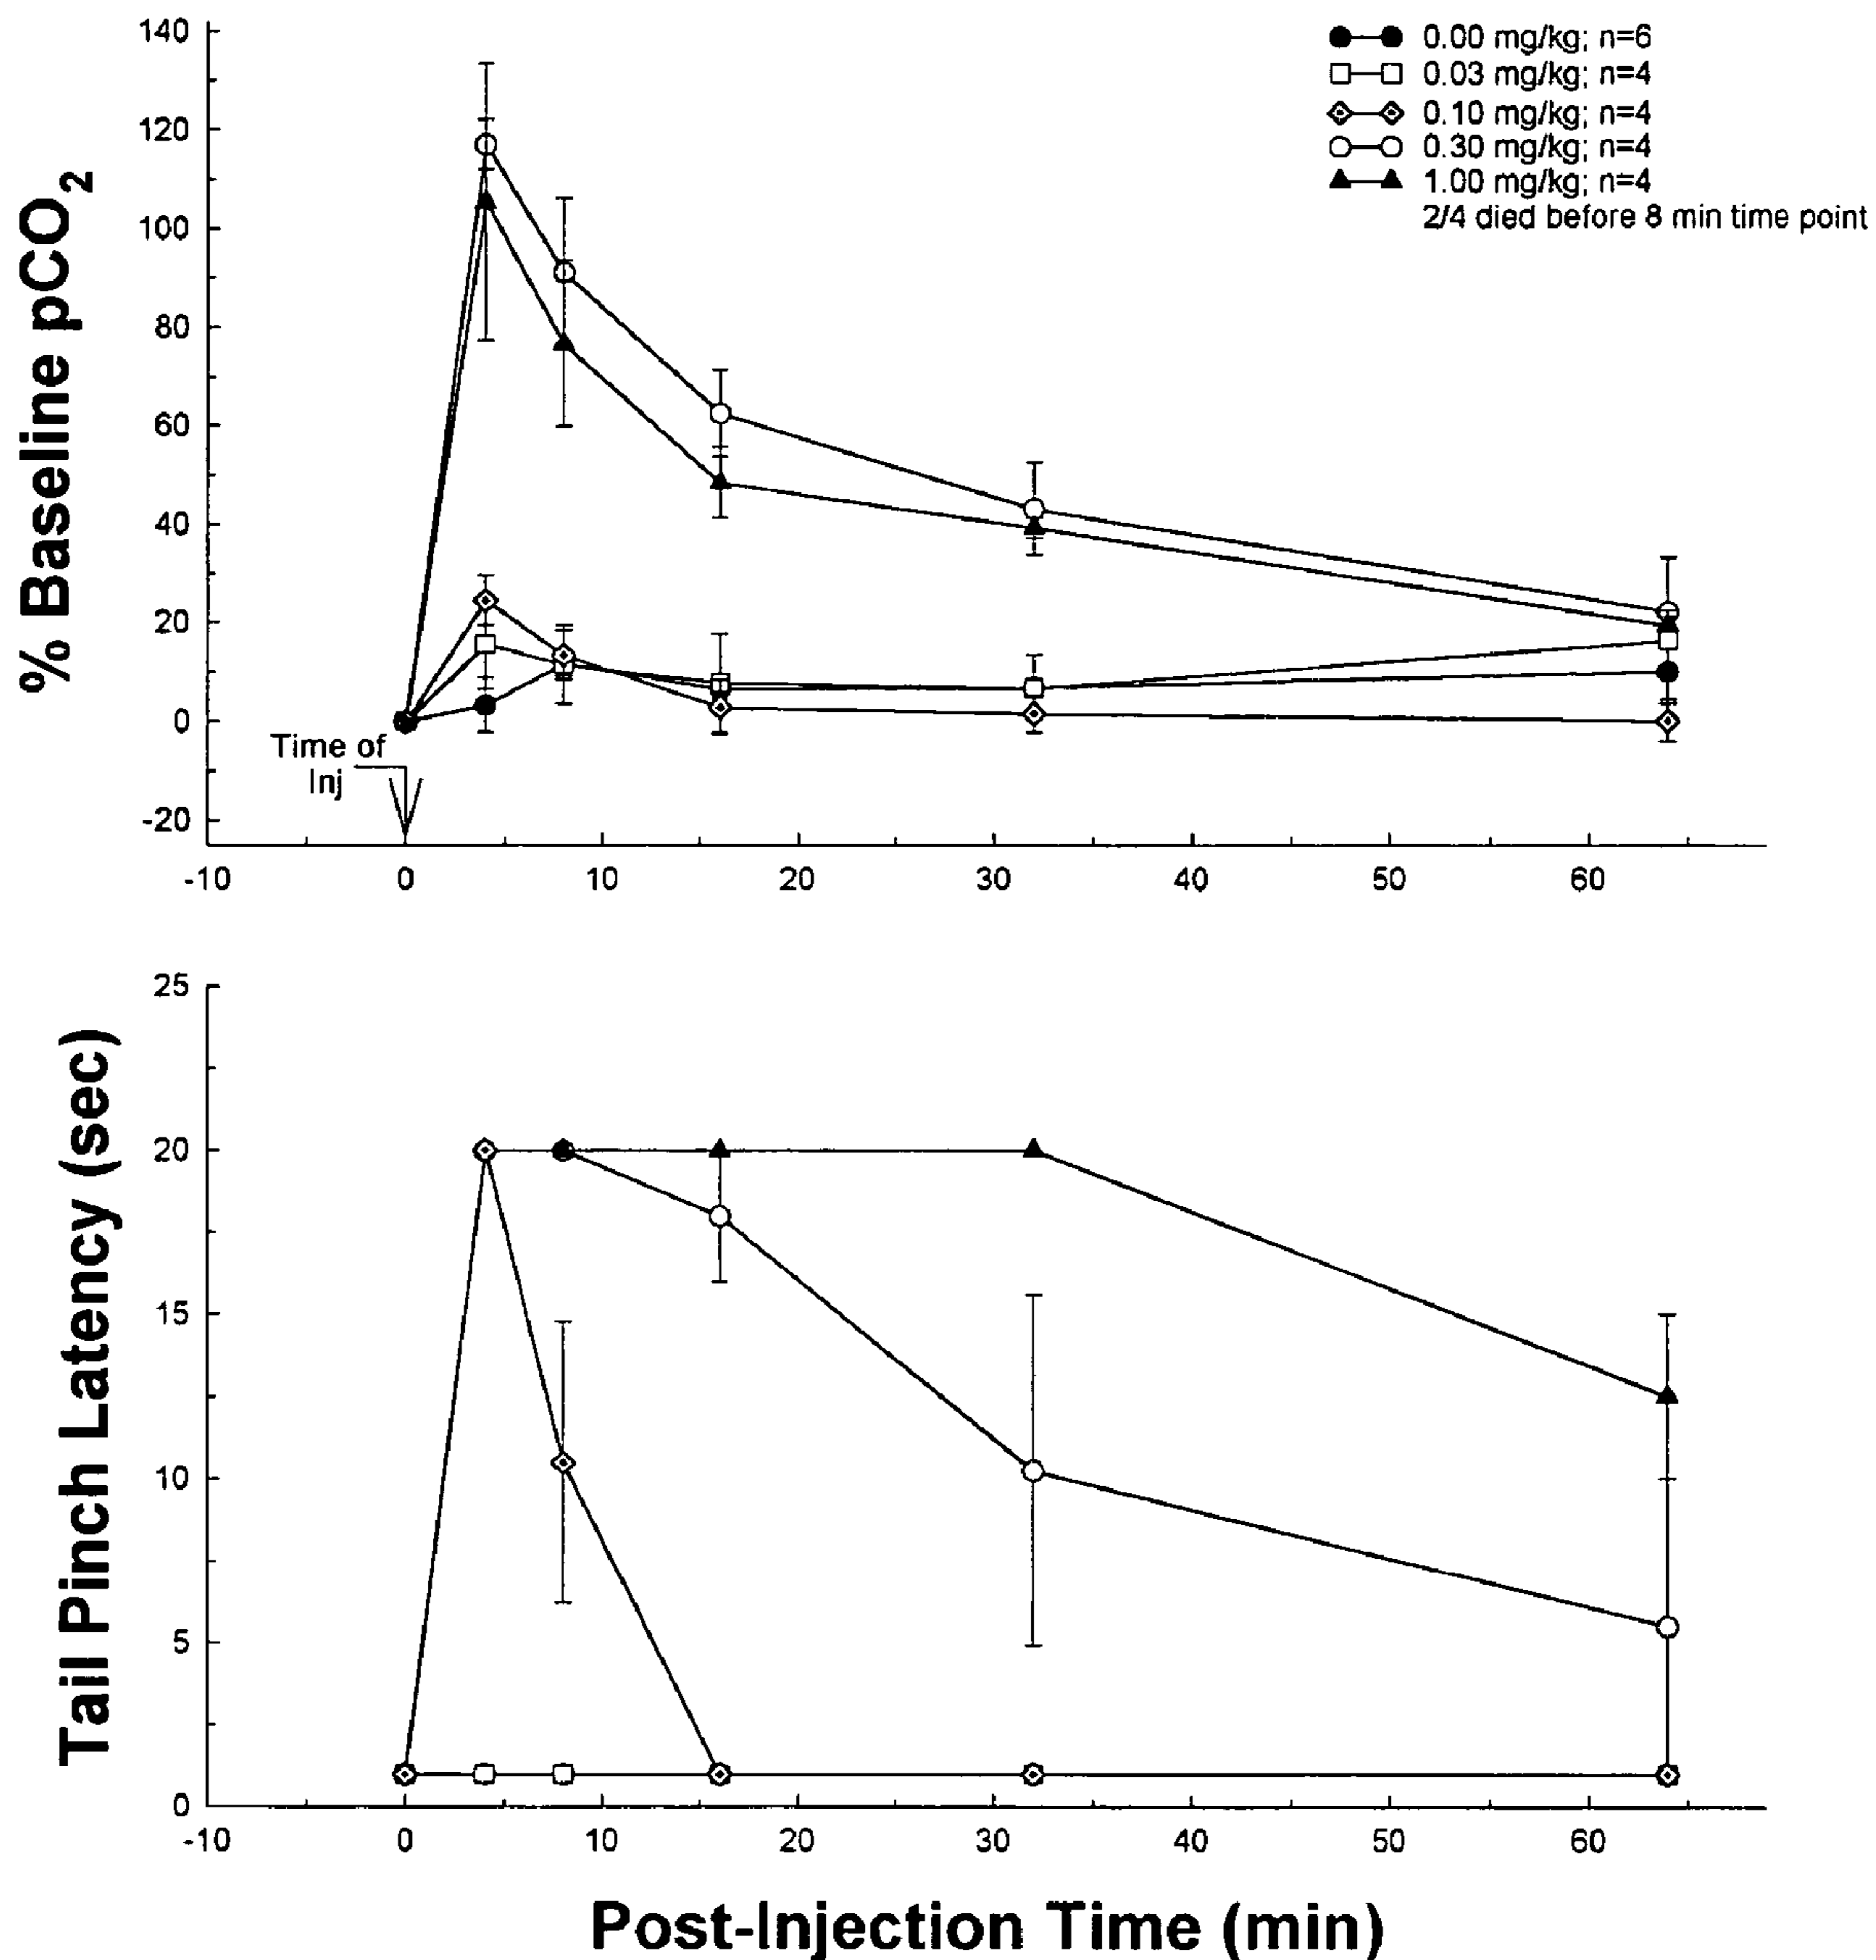 % Baseline pCO2
140
120
100
80
60
40
20
0
-20
0.00 mg/kg; n=6
0.03 mg/kg; n=4
0.10 mg/kg; n=4
0.30 mg/kg; n=4
1.00 mg/kg; n=4
2/4 died before 8 min time point
Time of
Inj
-10 0 10 20 30 40 50 60
Tail Pinch Latency (sec)
25
20
15
10
5
0
-10 0 10 20 30 40 50 60
Post-Injection Time (min)